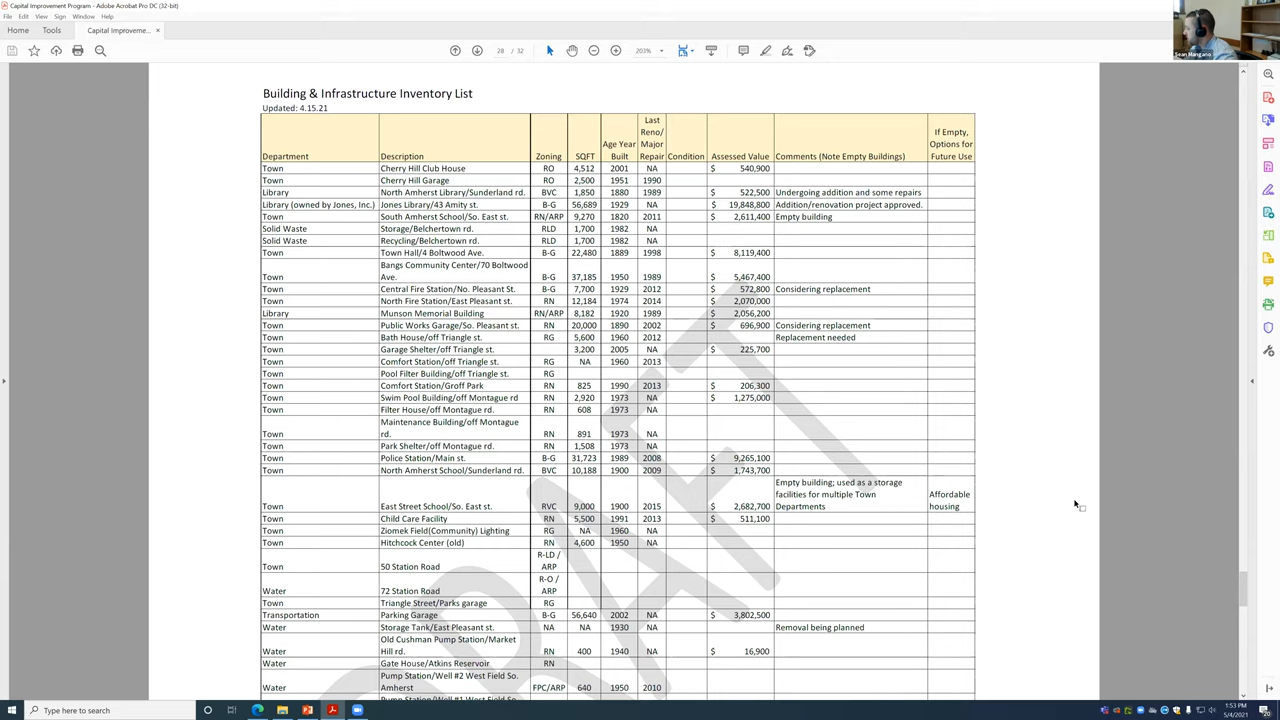 Capital Improvement Program - Adobe Acrobat Pro DC (32-bit)
File Edit View Sign Window Help
Home Tools Capital Improveme... ×
28 / 32 203%
Sean Mangano
Building & Infrastructure Inventory List
Updated: 4.15.21
Department Description Zoning SQFT Age Year Built Last Reno/ Major Repair Condition Assessed Value Comments (Note Empty Buildings) If Empty, Options for Future Use
Town Cherry Hill Club House RO 4,512 2001 NA $ 540,900
Town Cherry Hill Garage RO 2,500 1951 1990
Library North Amherst Library/Sunderland rd. BVC 1,850 1880 1989 $ 522,500 Undergoing addition and some repairs
Library (owned by Jones, Inc.) Jones Library/43 Amity st. B-G 56,689 1929 NA $ 19,848,800 Addition/renovation project approved.
Town South Amherst School/So. East st. RN/ARP 9,270 1820 2011 $ 2,611,400 Empty building
Solid Waste Storage/Belchertown rd. RLD 1,700 1982 NA
Solid Waste Recycling/Belchertown rd. RLD 1,700 1982 NA
Town Town Hall/4 Boltwood Ave. B-G 22,480 1889 1998 $ 8,119,400
Town Bangs Community Center/70 Boltwood Ave. B-G 37,185 1950 1989 $ 5,467,400
Town Central Fire Station/No. Pleasant St. B-G 7,700 1929 2012 $ 572,800 Considering replacement
Town North Fire Station/East Pleasant st. RN 12,184 1974 2014 $ 2,070,000
Library Munson Memorial Building RN/ARP 8,182 1920 1989 $ 2,056,200
Town Public Works Garage/So. Pleasant st. RN 20,000 1890 2002 $ 696,900 Considering replacement
Town Bath House/off Triangle st. RG 5,600 1960 2012 Replacement needed
Town Garage Shelter/off Triangle st. 3,200 2005 NA $ 225,700
Town Comfort Station/off Triangle st. RG NA 1960 2013
Town Pool Filter Building/off Triangle st. RG
Town Comfort Station/Groff Park RN 825 1990 2013 $ 206,300
Town Swim Pool Building/off Montague rd RN 2,920 1973 NA $ 1,275,000
Town Filter House/off Montague rd. RN 608 1973 NA
Town Maintenance Building/off Montague rd. RN 891 1973 NA
Town Park Shelter/off Montague rd. RN 1,508 1973 NA
Town Police Station/Main st. B-G 31,723 1989 2008 $ 9,265,100
Town North Amherst School/Sunderland rd. BVC 10,188 1900 2009 $ 1,743,700
Town East Street School/So. East st. RVC 9,000 1900 2015 $ 2,682,700 Empty building; used as a storage facilities for multiple Town Departments Affordable housing
Town Child Care Facility RN 5,500 1991 2013 $ 511,100
Town Ziomek Field(Community) Lighting RG NA 1960 NA
Town Hitchcock Center (old) RN 4,600 1950 NA
Town 50 Station Road R-LD / ARP
Water 72 Station Road R-O / ARP
Town Triangle Street/Parks garage RG
Transportation Parking Garage B-G 56,640 2002 NA $ 3,802,500
Water Storage Tank/East Pleasant st. NA NA 1930 NA Removal being planned
Water Old Cushman Pump Station/Market Hill rd. RN 400 1940 NA $ 16,900
Water Gate House/Atkins Reservoir RN
Water Pump Station/Well #2 West Field So. Amherst FPC/ARP 640 1950 2010
Pump Station/Well #1 West Field So.
DRAFT
Type here to search
1:53 PM
5/4/2021